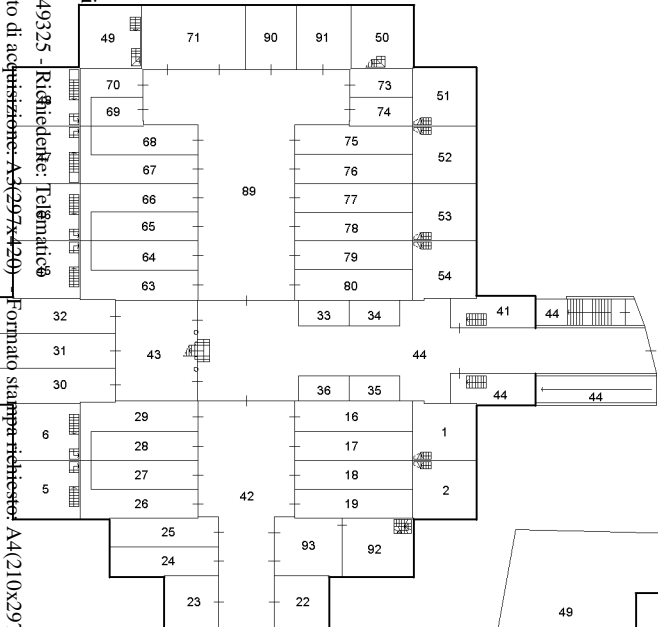 49325 - Richiedente: Telematico
to di acquisizione: A3(297x420) - Formato stampa richiesto: A4(210x297
49 71 90 91 50
70 73
69 74
51
68 75
67 76 52
66 77
65 89 78 53
64 79
63 80 54
32 33 34 41 44
31 43 44
30 36 35 44 44
6 29 16 1
28 17
5 27 18 2
26 42 19
25 93 92
24
23 22
49